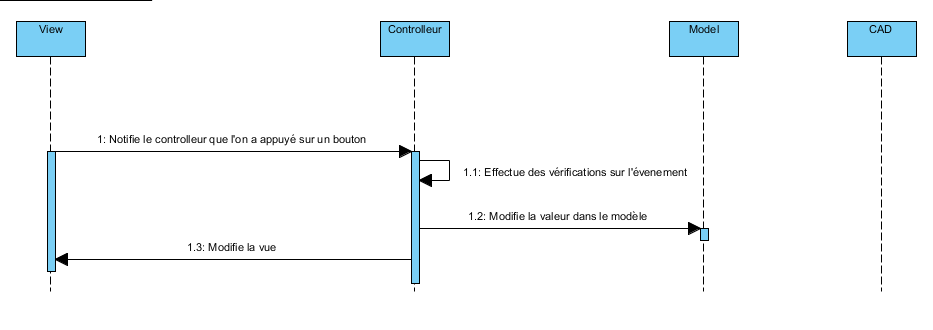 View
Controlleur
Model
CAD
1: Notifie le controlleur que l'on a appuyé sur un bouton
1.1: Effectue des vérifications sur l'évenement
1.2: Modifie la valeur dans le modèle
1.3: Modifie la vue